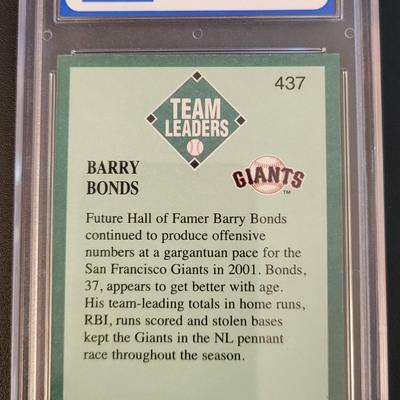 437
TEAM
LEADERS
BARRY
BONDS
GIANTS
TM
Future Hall of Famer Barry Bonds
continued to produce offensive
numbers at a gargantuan pace for the
San Francisco Giants in 2001. Bonds,
37, appears to get better with age.
His team-leading totals in home runs,
RBI, runs scored and stolen bases
kept the Giants in the NL pennant
race throughout the season.